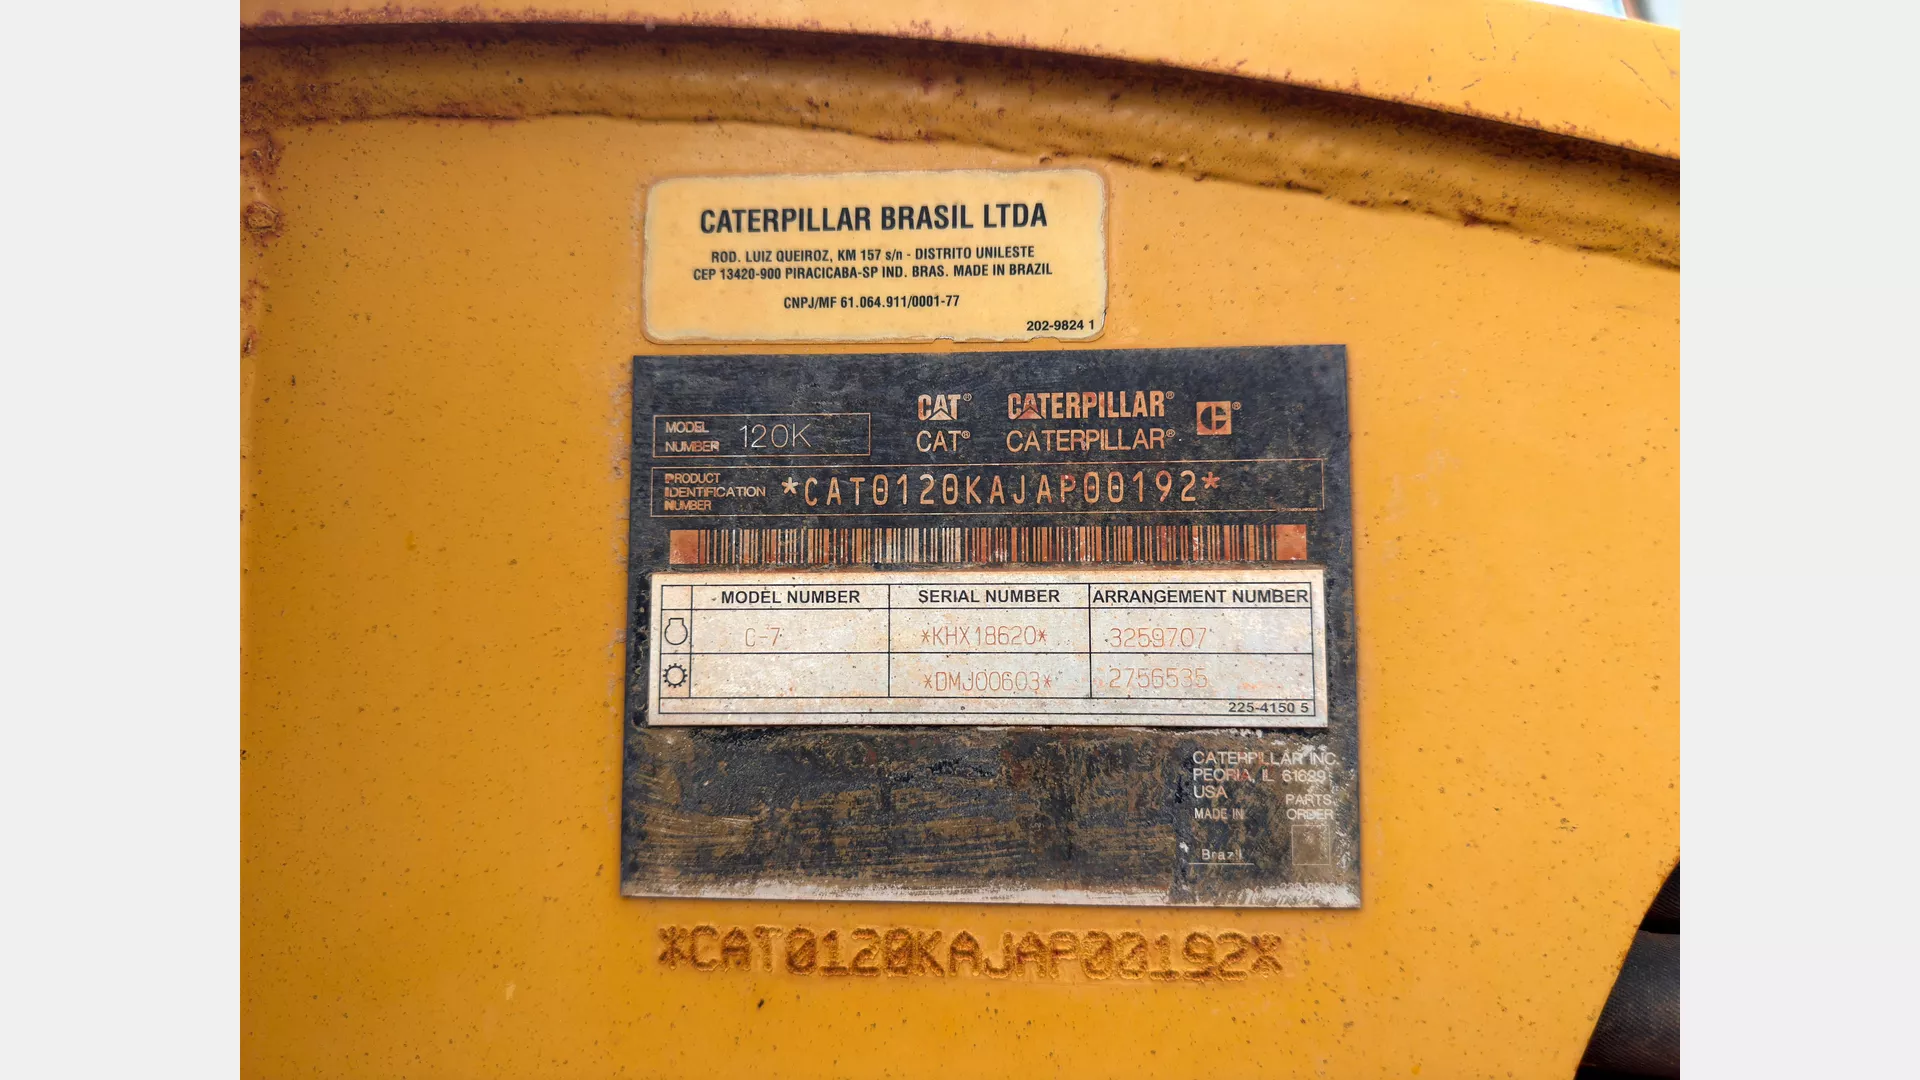 CATERPILLAR BRASIL LTDA
ROD. LUIZ QUEIROZ, KM 157 s/n - DISTRITO UNILESTE
CEP 13420-900 PIRACICABA-SP IND. BRAS. MADE IN BRAZIL
CNPJ/MF 61.064.911/0001-77
202-9824 1
CAT® CATERPILLAR® C®
CAT® CATERPILLAR®
MODEL NUMBER 120K
PRODUCT IDENTIFICATION NUMBER *CAT0120KAJAP00192*
MODEL NUMBER SERIAL NUMBER ARRANGEMENT NUMBER
C-7 *KHX18620* 3259707
*DMJ00603* 2756535
225-4150 5
CATERPILLAR INC.
PEORIA, IL 61629
USA
MADE IN
Brazil
PARTS
ORDER
*CAT0120KAJAP00192*